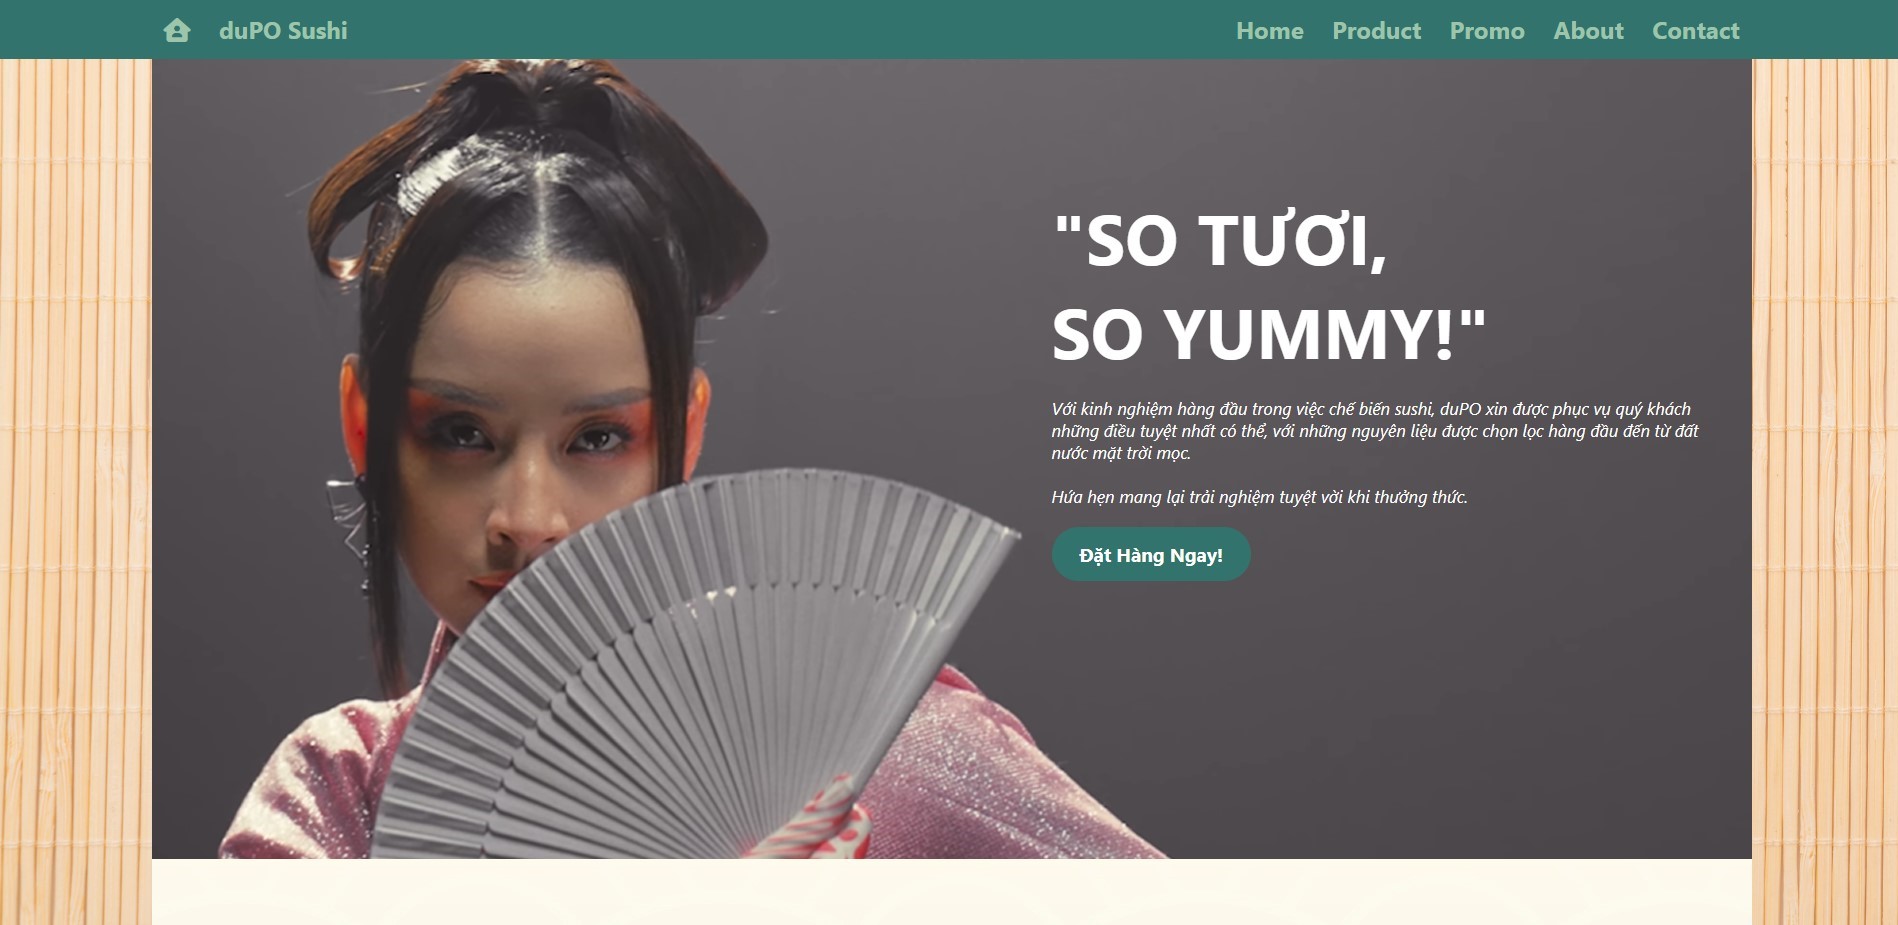 duPO Sushi
Home Product Promo About Contact
"SO TƯƠI,
SO YUMMY!"
Với kinh nghiệm hàng đầu trong việc chế biến sushi, duPO xin được phục vụ quý khách
những điều tuyệt nhất có thể, với những nguyên liệu được chọn lọc hàng đầu đến từ đất
nước mặt trời mọc.
Hứa hẹn mang lại trải nghiệm tuyệt vời khi thưởng thức.
Đặt Hàng Ngay!